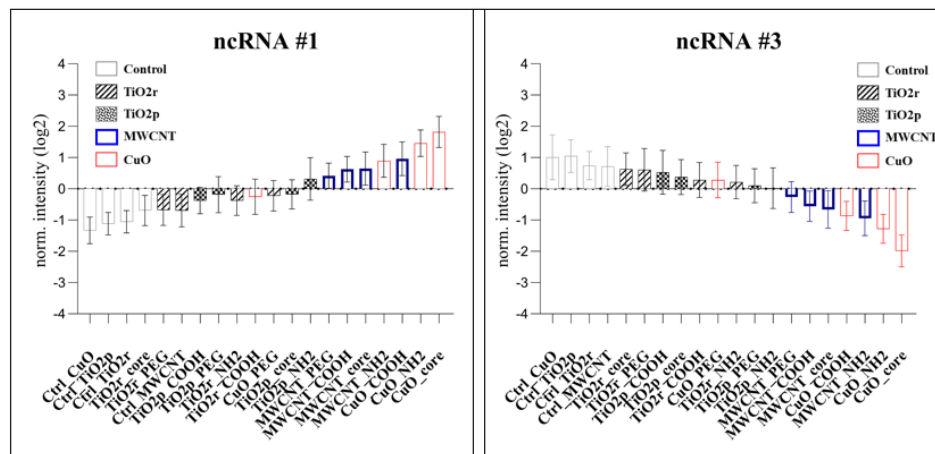 ncRNA #1
norm. intensity (log2)
4
3
2
1
0
-1
-2
-3
-4
Control
TiO2r
TiO2p
MWCNT
CuO
Ctrl_CuO
Ctrl_TiO2p
Ctrl_TiO2r
TiO2r_core
TiO2r_PEG
Ctrl_MWCNT
TiO2p_COOH
TiO2p_PEG
TiO2r_NH2
TiO2r_COOH
CuO_PEG
TiO2p_core
TiO2p_NH2
MWCNT_PEG
MWCNT_COOH
MWCNT_core
MWCNT_NH2
CuO_COOH
CuO_NH2
CuO_core
ncRNA #3
norm. intensity (log2)
4
3
2
1
0
-1
-2
-3
-4
Control
TiO2r
TiO2p
MWCNT
CuO
Ctrl_CuO
Ctrl_TiO2p
Ctrl_TiO2r
Ctrl_MWCNT
TiO2r_core
TiO2r_PEG
TiO2p_COOH
TiO2p_core
TiO2r_COOH
CuO_PEG
TiO2r_NH2
TiO2p_PEG
TiO2p_NH2
MWCNT_PEG
MWCNT_COOH
MWCNT_core
CuO_COOH
MWCNT_NH2
CuO_NH2
CuO_core